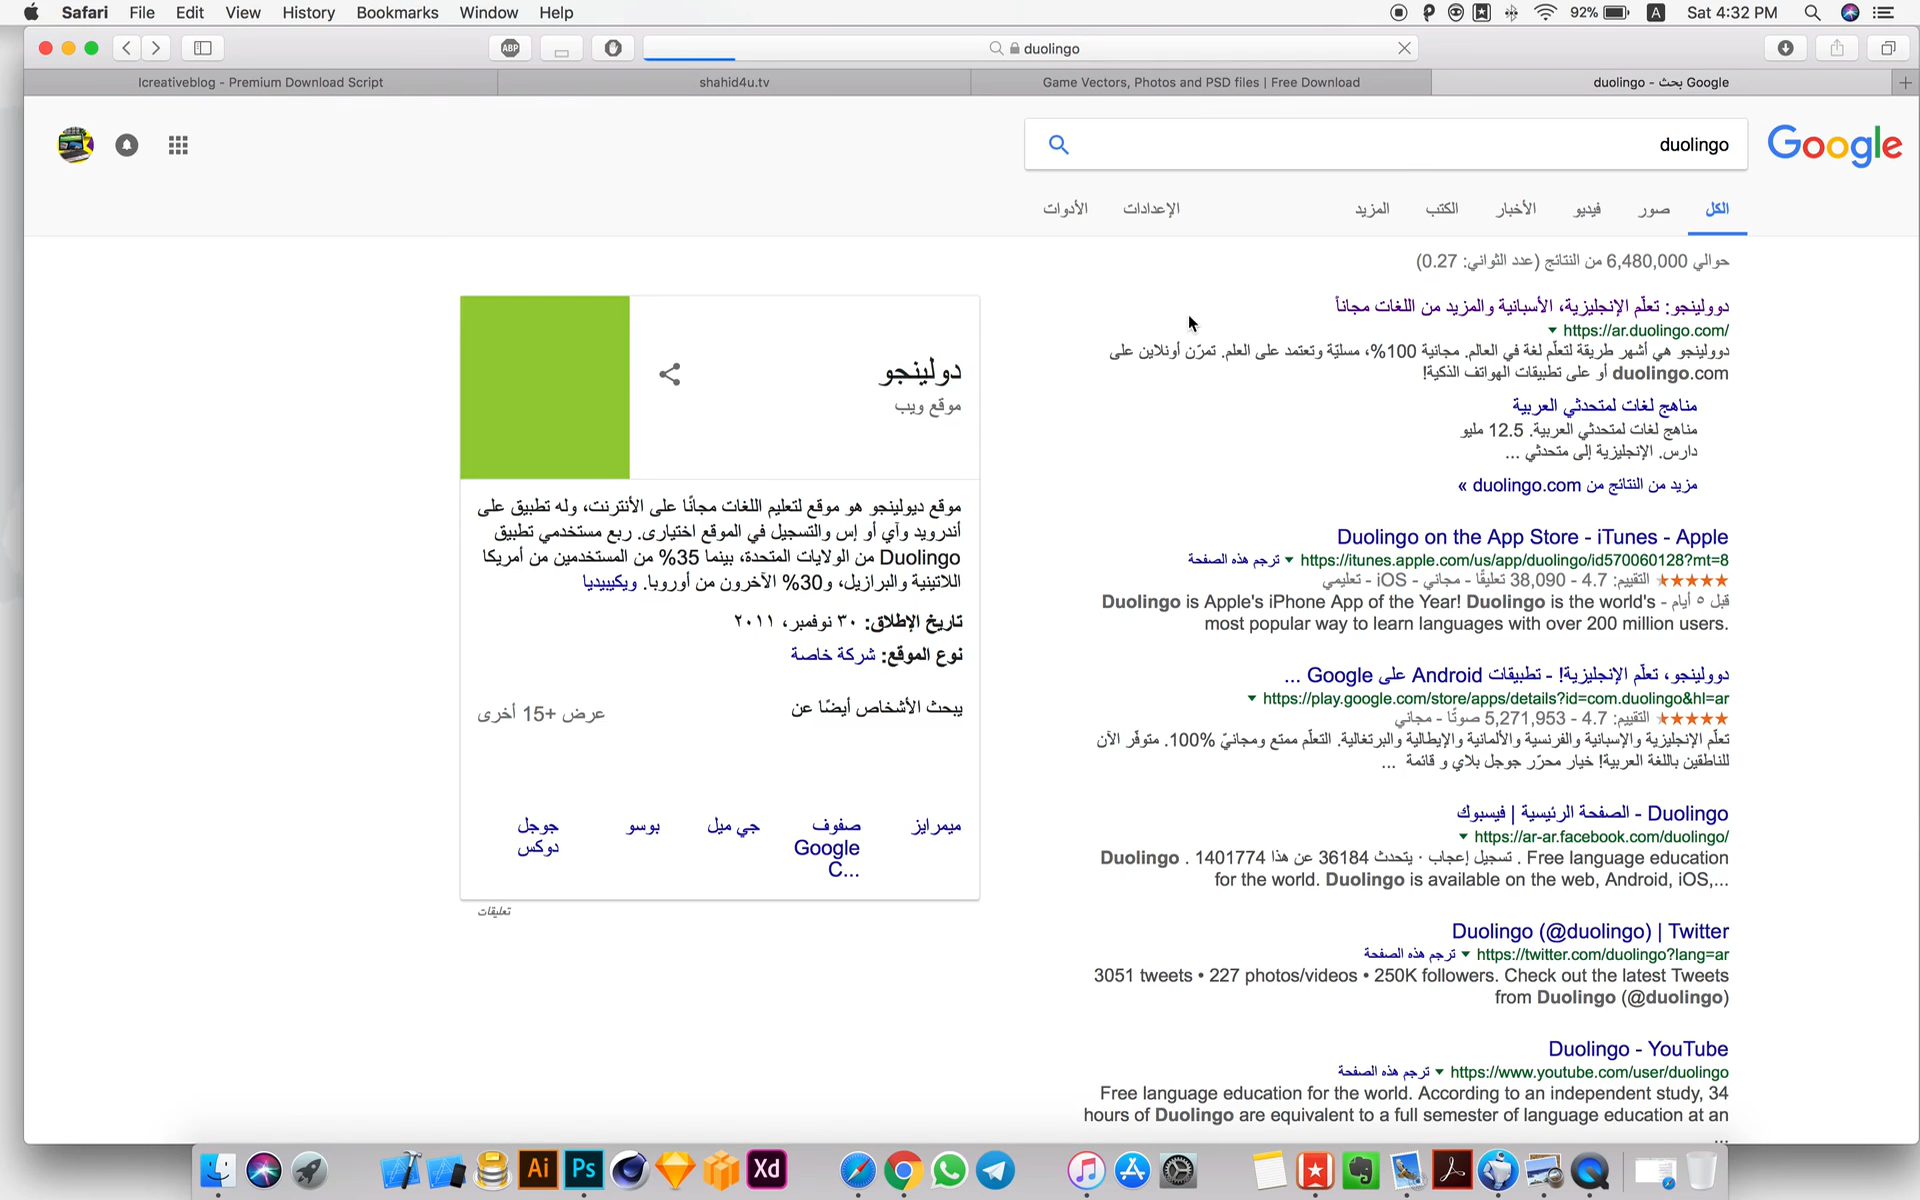 Safari File Edit View History Bookmarks Window Help
92% A Sat 4:32 PM
ABP
duolingo
Icreativeblog - Premium Download Script
shahid4u.tv
Game Vectors, Photos and PSD files | Free Download
duolingo - بحث Google
duolingo
Google
الكل صور فيديو الأخبار الكتب المزيد الإعدادات الأدوات
حوالي 6,480,000 من النتائج (عدد الثواني: 0.27)
دوولينجو: تعلّم الإنجليزية، الأسبانية والمزيد من اللغات مجاناً
https://ar.duolingo.com/
دوولينجو هي أشهر طريقة لتعلّم لغة في العالم. مجانية 100%، مسليّة وتعتمد على العلم. تمرّن أونلاين على
duolingo.com أو على تطبيقات الهواتف الذكية!
مناهج لغات لمتحدثي العربية
مناهج لغات لمتحدثي العربية. 12.5 مليو
دارس. الإنجليزية إلى متحدثي ...
مزيد من النتائج من duolingo.com »
Duolingo on the App Store - iTunes - Apple
https://itunes.apple.com/us/app/duolingo/id570060128?mt=8 ترجم هذه الصفحة
التقييم: 4.7 - 38,090 تعليقًا - مجاني - iOS - تعليمي
قبل ٥ أيام - Duolingo is Apple's iPhone App of the Year! Duolingo is the world's
most popular way to learn languages with over 200 million users.
دوولينجو، تعلّم الإنجليزية! - تطبيقات Android على Google ...
https://play.google.com/store/apps/details?id=com.duolingo&hl=ar
التقييم: 4.7 - 5,271,953 صوتًا - مجاني
تعلّم الإنجليزية والإسبانية والفرنسية والألمانية والإيطالية والبرتغالية. التعلّم ممتع ومجانيّ 100%. متوفّر الآن
للناطقين باللغة العربية! خيار محرّر جوجل بلاي و قائمة ...
Duolingo - الصفحة الرئيسية | فيسبوك
https://ar-ar.facebook.com/duolingo/
Duolingo . 1401774 تسجيل إعجاب · يتحدث 36184 عن هذا . Free language education
for the world. Duolingo is available on the web, Android, iOS,...
Duolingo (@duolingo) | Twitter
https://twitter.com/duolingo?lang=ar ترجم هذه الصفحة
3051 tweets • 227 photos/videos • 250K followers. Check out the latest Tweets
from Duolingo (@duolingo)
Duolingo - YouTube
https://www.youtube.com/user/duolingo ترجم هذه الصفحة
Free language education for the world. According to an independent study, 34
hours of Duolingo are equivalent to a full semester of language education at an
...
دولينجو
موقع ويب
موقع ديولينجو هو موقع لتعليم اللغات مجانًا على الأنترنت، وله تطبيق على
أندرويد وآي أو إس والتسجيل في الموقع اختيارى. ربع مستخدمي تطبيق
Duolingo من الولايات المتحدة، بينما 35% من المستخدمين من أمريكا
اللاتينية والبرازيل، و30% الآخرون من أوروبا. ويكيبيديا
تاريخ الإطلاق: ٣٠ نوفمبر، ٢٠١١
نوع الموقع: شركة خاصة
يبحث الأشخاص أيضًا عن
عرض +15 أخرى
ميمرايز
صفوف
Google
C...
جي ميل
بوسو
جوجل
دوكس
تعليقات
Ai Ps Xd